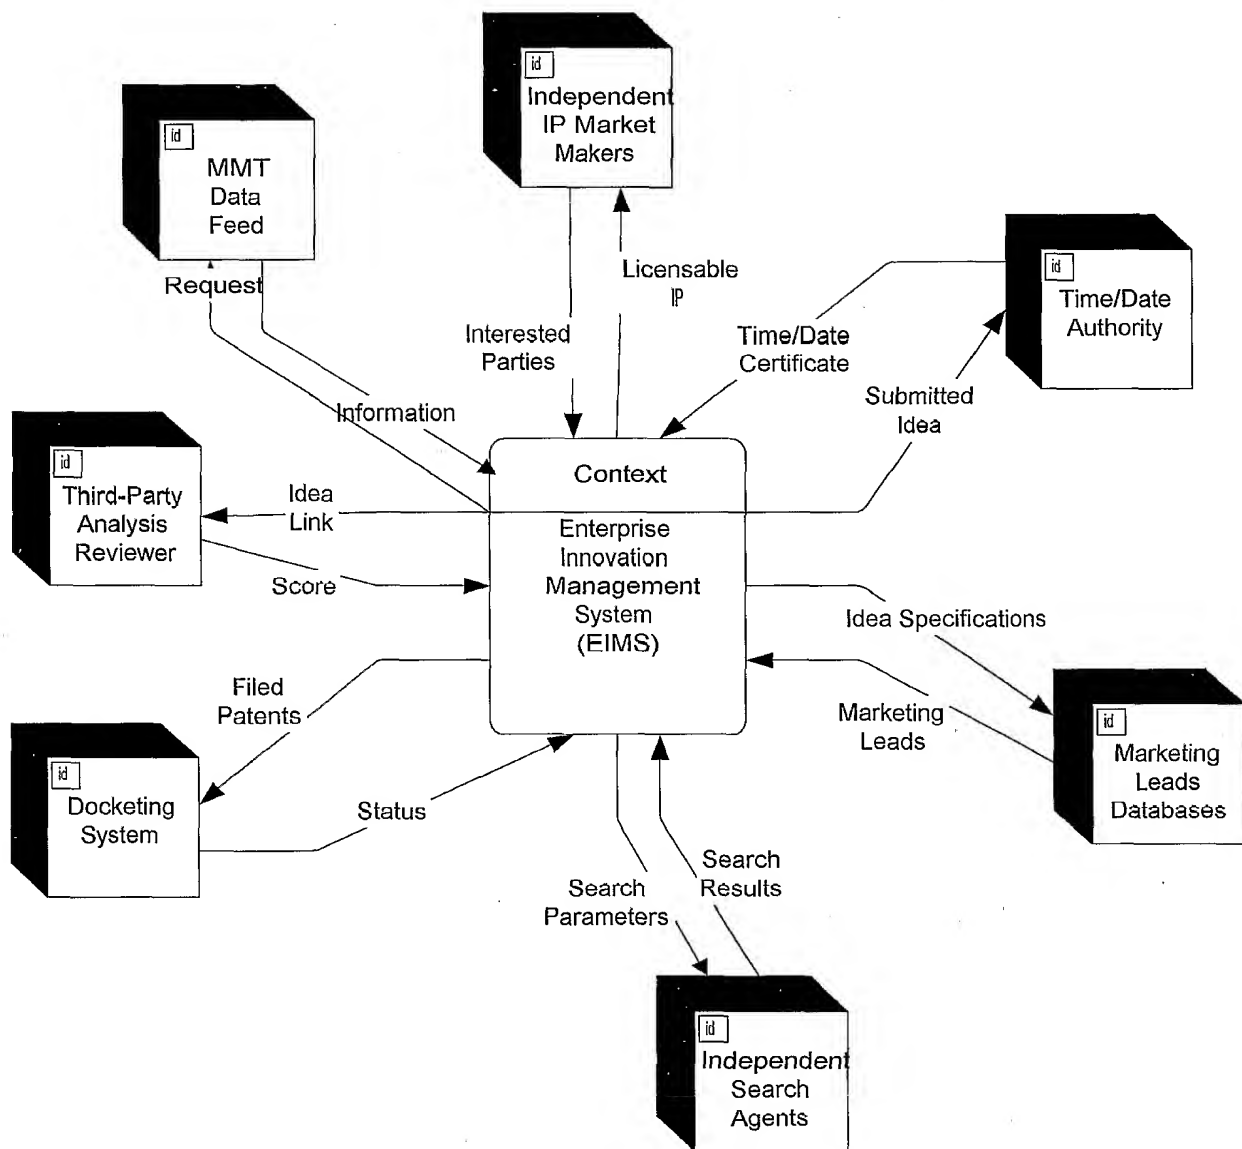 id
Independent
IP Market
Makers
id
MMT
Data
Feed
Request
Licensable
IP
id
Time/Date
Authority
Interested
Parties
Time/Date
Certificate
Submitted
Idea
Information
id
Third-Party
Analysis
Reviewer
Idea
Link
Score
Context
Enterprise
Innovation
Management
System
(EIMS)
Idea Specifications
Marketing
Leads
id
Marketing
Leads
Databases
Filed
Patents
id
Docketing
System
Status
Search
Parameters
Search
Results
id
Independent
Search
Agents